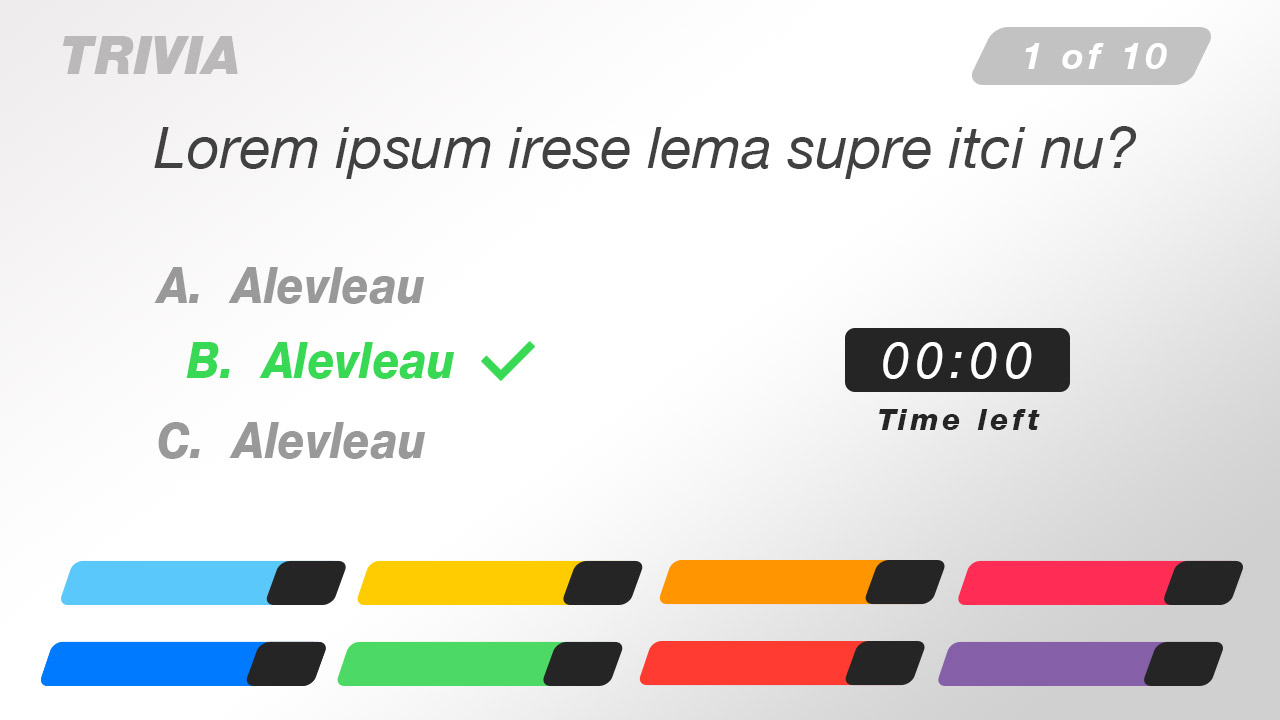 TRIVIA
1 of 10
Lorem ipsum irese lema supre itci nu?
A. Alevleau
B. Alevleau
C. Alevleau
00:00
Time left